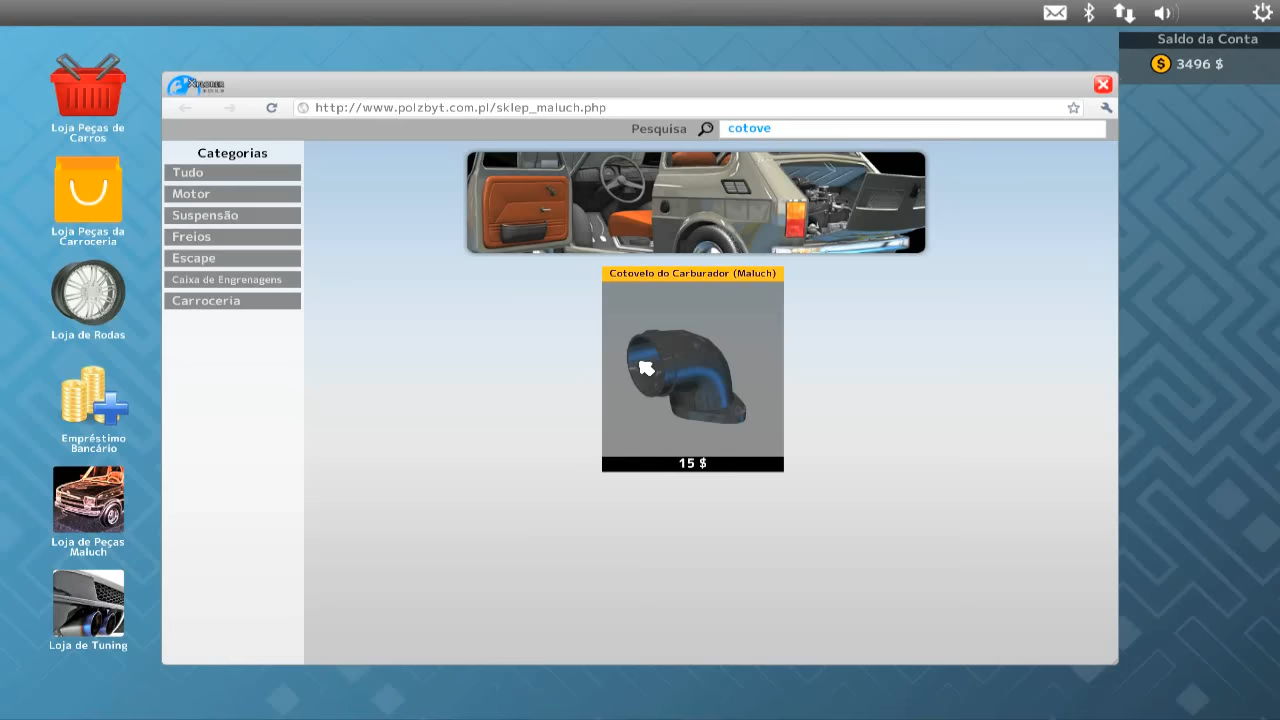 Saldo da Conta
$ 3496 $
Loja Peças de
Carros
Loja Peças da
Carroceria
Loja de Rodas
Empréstimo
Bancário
Loja de Peças
Maluch
Loja de Tuning
XPLORER
http://www.polzbyt.com.pl/sklep_maluch.php
Pesquisa
cotove
Categorias
Tudo
Motor
Suspensão
Freios
Escape
Caixa de Engrenagens
Carroceria
Cotovelo do Carburador (Maluch)
15 $